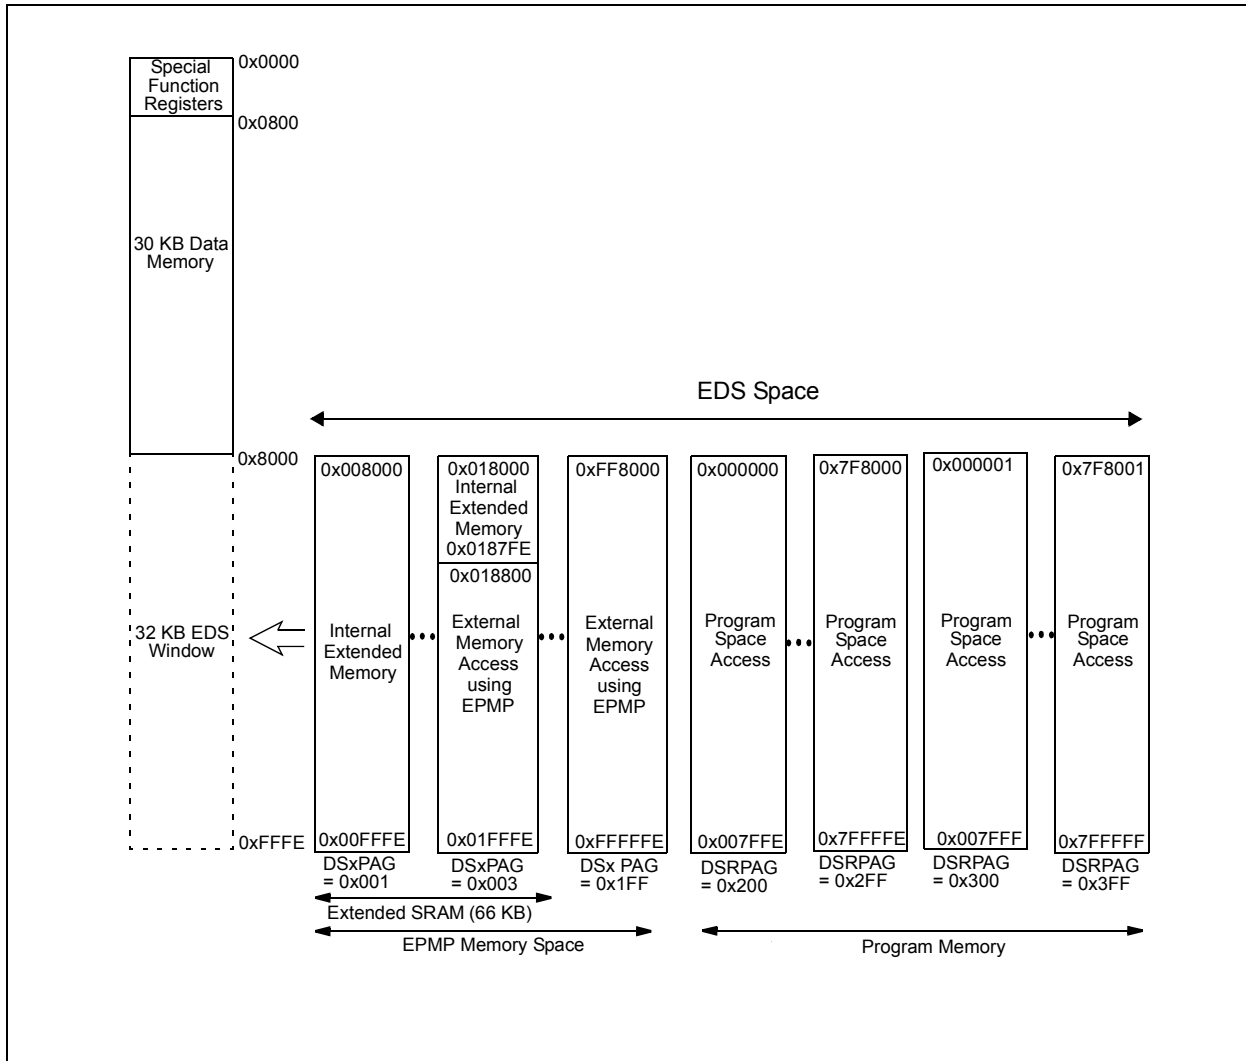 Special
Function
Registers
0x0000
0x0800
30 KB Data
Memory
EDS Space
0x8000
32 KB EDS
Window
0xFFFE
0x008000
Internal
Extended
Memory
0x00FFFE
DSxPAG
= 0x001
0x018000
Internal
Extended
Memory
0x0187FE
0x018800
External
Memory
Access
using
EPMP
0x01FFFE
DSxPAG
= 0x003
0xFF8000
External
Memory
Access
using
EPMP
0xFFFFFE
DSx PAG
= 0x1FF
0x000000
Program
Space
Access
0x007FFE
DSRPAG
= 0x200
0x7F8000
Program
Space
Access
0x7FFFFE
DSRPAG
= 0x2FF
0x000001
Program
Space
Access
0x007FFF
DSRPAG
= 0x300
0x7F8001
Program
Space
Access
0x7FFFFF
DSRPAG
= 0x3FF
Extended SRAM (66 KB)
EPMP Memory Space
Program Memory